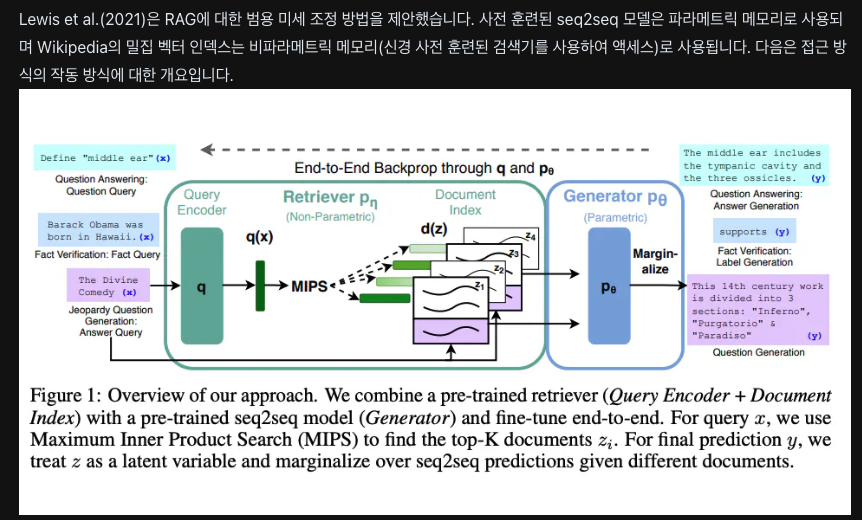 Lewis et al.(2021)은 RAG에 대한 범용 미세 조정 방법을 제안했습니다. 사전 훈련된 seq2seq 모델은 파라메트릭 메모리로 사용되
며 Wikipedia의 밀집 벡터 인덱스는 비파라메트릭 메모리(신경 사전 훈련된 검색기를 사용하여 액세스)로 사용됩니다. 다음은 접근 방
식의 작동 방식에 대한 개요입니다.
Define "middle ear" (x)
Question Answering:
Question Query
Barack Obama was
born in Hawaii. (x)
Fact Verification: Fact Query
The Divine
Comedy (x)
Jeopardy Question
Generation:
Answer Query
End-to-End Backprop through q and pθ
Query
Encoder
q
q(x)
Retriever pη
(Non-Parametric)
MIPS
Document
Index
d(z)
z4
z3
z2
z1
Generator pθ
(Parametric)
pθ
Margin-
alize
The middle ear includes
the tympanic cavity and
the three ossicles. (y)
Question Answering:
Answer Generation
supports (y)
Fact Verification:
Label Generation
This 14th century work
is divided into 3
sections: "Inferno",
"Purgatorio" &
"Paradiso" (y)
Question Generation
Figure 1: Overview of our approach. We combine a pre-trained retriever (Query Encoder + Document
Index) with a pre-trained seq2seq model (Generator) and fine-tune end-to-end. For query x, we use
Maximum Inner Product Search (MIPS) to find the top-K documents zi. For final prediction y, we
treat z as a latent variable and marginalize over seq2seq predictions given different documents.